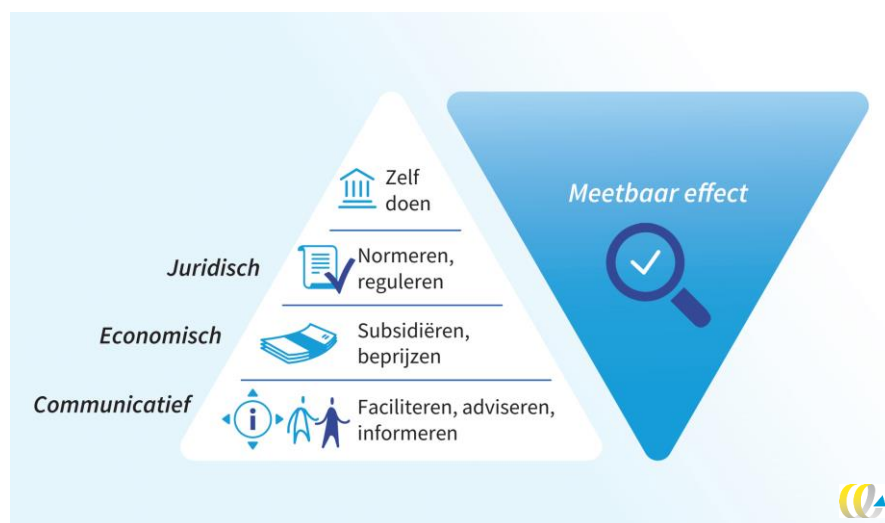 Zelf
doen
Meetbaar effect
Juridisch
Normeren,
reguleren
Economisch
Subsidiëren,
beprijzen
Communicatief
i
Faciliteren, adviseren,
informeren